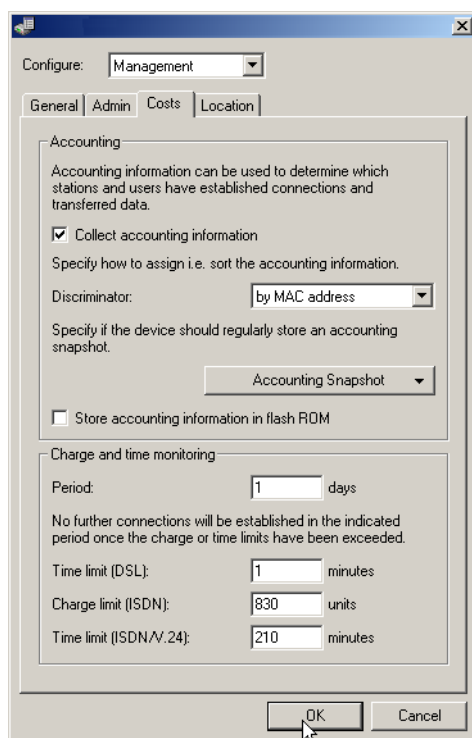 Configure: Management
General Admin Costs Location
Accounting
Accounting information can be used to determine which
stations and users have established connections and
transferred data.
Collect accounting information
Specify how to assign i.e. sort the accounting information.
Discriminator: by MAC address
Specify if the device should regularly store an accounting
snapshot.
Accounting Snapshot
Store accounting information in flash ROM
Charge and time monitoring
Period: 1 days
No further connections will be established in the indicated
period once the charge or time limits have been exceeded.
Time limit (DSL): 1 minutes
Charge limit (ISDN): 830 units
Time limit (ISDN/V.24): 210 minutes
OK Cancel